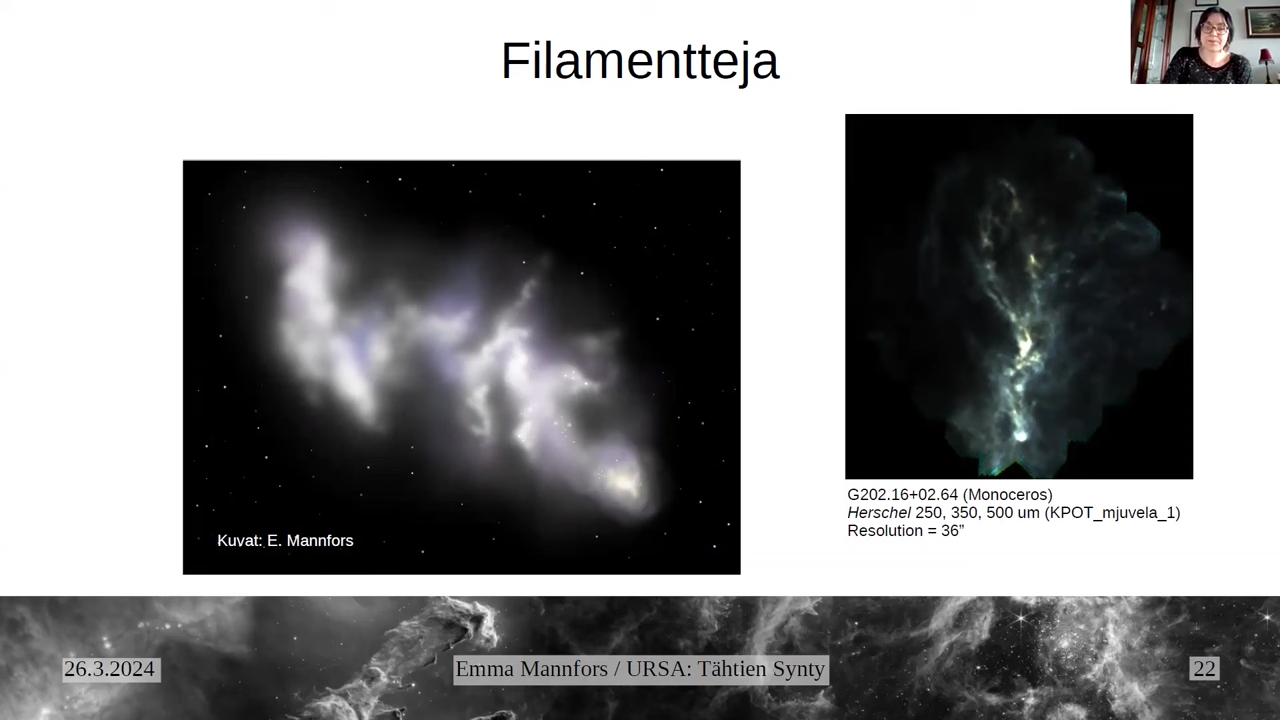 Filamentteja
Kuvat: E. Mannfors
G202.16+02.64 (Monoceros)
Herschel 250, 350, 500 um (KPOT_mjuvela_1)
Resolution = 36”
26.3.2024
Emma Mannfors / URSA: Tähtien Synty
22